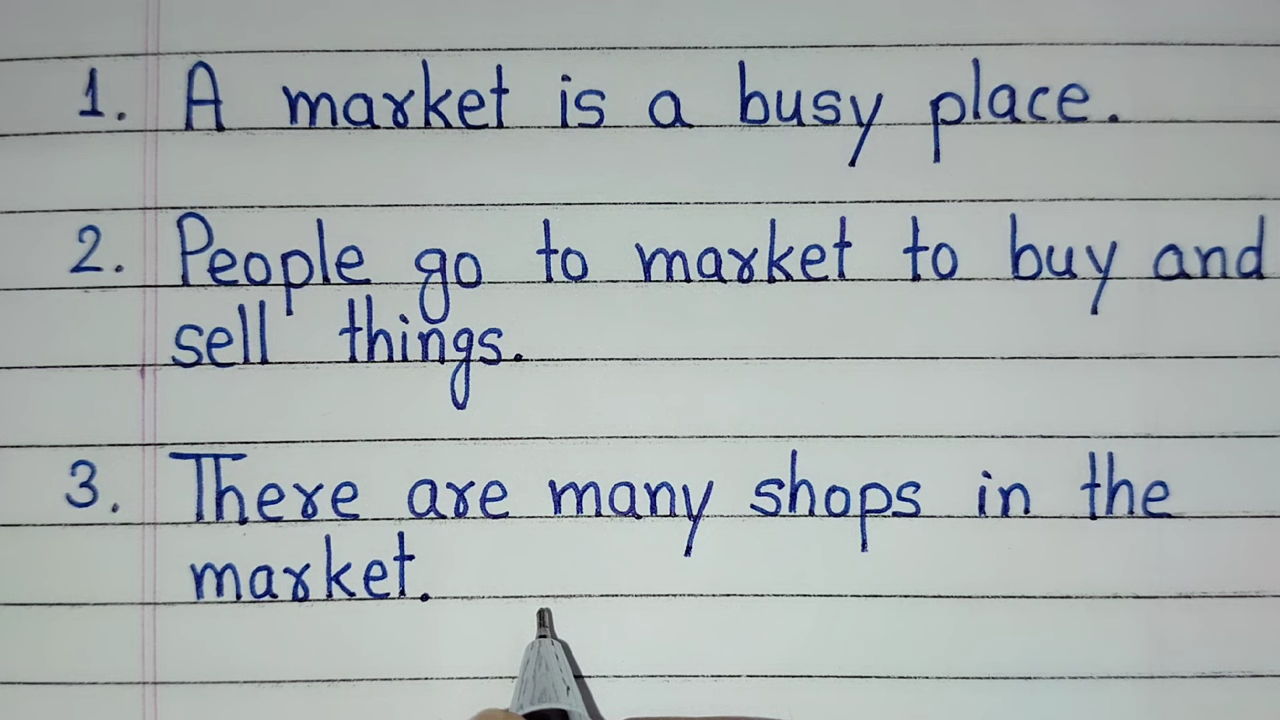 1. A market is a busy place.
2. People go to market to buy and
sell things.
3. There are many shops in the
market.